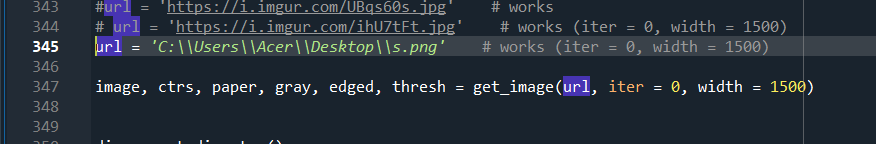 343 #url = 'https://i.imgur.com/UBqs60s.jpg' # works
344 # url = 'https://i.imgur.com/ihU7tFt.jpg' # works (iter = 0, width = 1500)
345 url = 'C:\\Users\\Acer\\Desktop\\s.png' # works (iter = 0, width = 1500)
346
347 image, ctrs, paper, gray, edged, thresh = get_image(url, iter = 0, width = 1500)
348
349